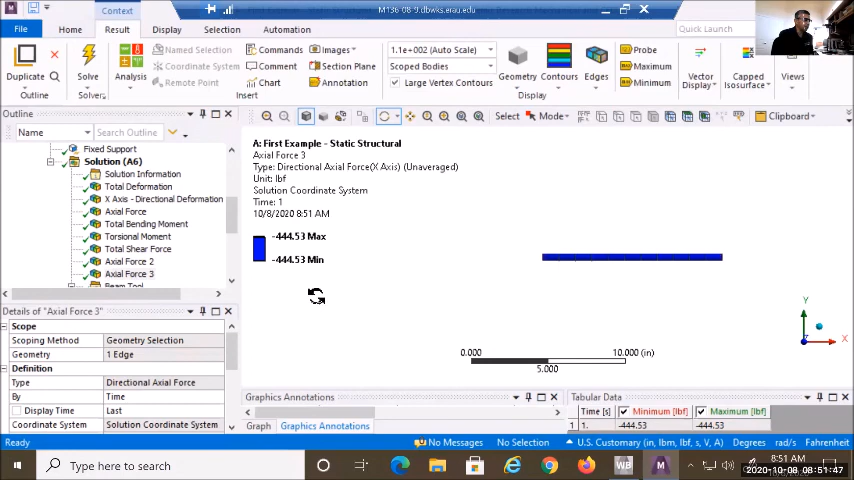 Context
M136-08-9.dbwks.erau.edu
File
Home
Result
Display
Selection
Automation
Quick Launch
Duplicate
Outline
Solve
Solver
Analysis
Named Selection
Coordinate System
Remote Point
Commands
Comment
Chart
Images
Section Plane
Annotation
Insert
1.1e+002 (Auto Scale)
Scoped Bodies
Large Vertex Contours
Geometry
Contours
Edges
Display
Probe
Maximum
Minimum
Vector
Display
Capped
Isosurface
Views
Select
Mode
Clipboard
Outline
Name
Search Outline
Fixed Support
Solution (A6)
Solution Information
Total Deformation
X Axis - Directional Deformation
Axial Force
Total Bending Moment
Torsional Moment
Total Shear Force
Axial Force 2
Axial Force 3
Beam Tool
Details of "Axial Force 3"
Scope
Scoping Method Geometry Selection
Geometry 1 Edge
Definition
Type Directional Axial Force
By Time
Display Time Last
Coordinate System Solution Coordinate System
A: First Example - Static Structural
Axial Force 3
Type: Directional Axial Force(X Axis) (Unaveraged)
Unit: lbf
Solution Coordinate System
Time: 1
10/8/2020 8:51 AM
-444.53 Max
-444.53 Min
0.000
10.000 (in)
5.000
Y
X
Z
Graphics Annotations
Graph
Graphics Annotations
Tabular Data
Time [s] Minimum [lbf] Maximum [lbf]
1 1. -444.53 -444.53
Ready
No Messages
No Selection
U.S. Customary (in, lbm, lbf, s, V, A)
Degrees
rad/s
Fahrenheit
Type here to search
WB
M
8:51 AM
2020-10-08 08:51:47